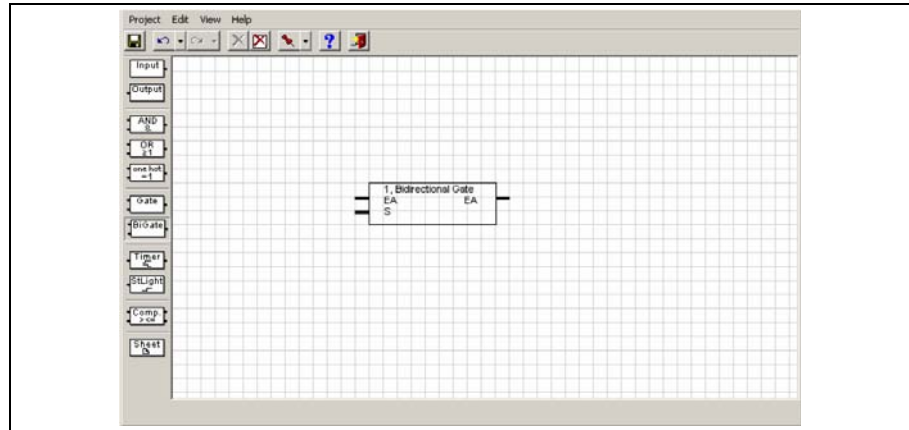 Project Edit View Help
?
Input
Output
AND
&
OR
≥1
one hot
=1
Gate
BiGate
Timer
StLight
Comp.
Sheet
1, Bidirectional Gate
EA EA
S